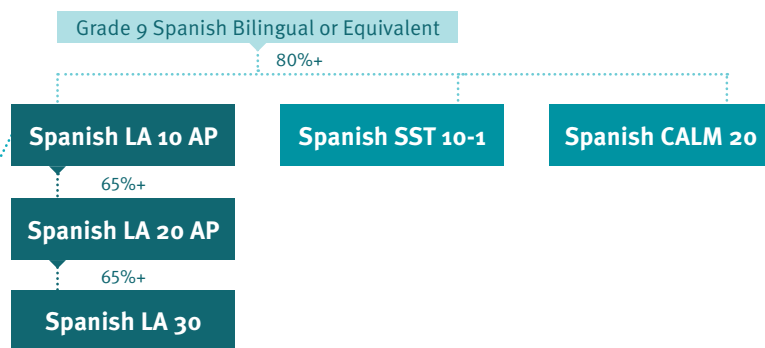 Grade 9 Spanish Bilingual or Equivalent
80%+
Spanish LA 10 AP
Spanish SST 10-1
Spanish CALM 20
65%+
Spanish LA 20 AP
65%+
Spanish LA 30